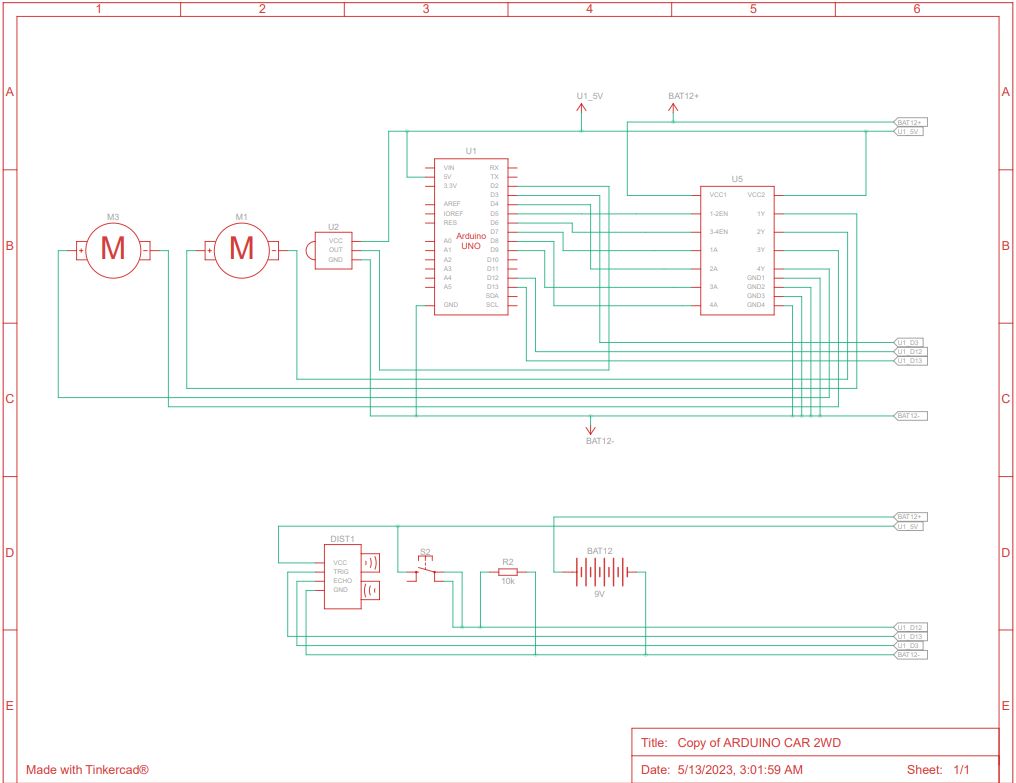 1 2 3 4 5 6
A A
U1_5V BAT12+
BAT12+
U1_5V
U1
VIN RX
5V TX
3.3V D2
D3
AREF D4
IOREF D5
RES D6
D7
A0 D8
A1 D9
A2 D10
A3 D11
A4 D12
A5 D13
SDA
GND SCL
Arduino
UNO
U5
VCC1 VCC2
1-2EN 1Y
3-4EN 2Y
1A 3Y
2A 4Y
GND1
3A GND2
GND3
4A GND4
B B
M3
+ M -
M1
+ M -
U2
VCC
OUT
GND
U1_D3
U1_D12
U1_D13
C C
BAT12-
BAT12-
BAT12+
U1_5V
D D
DIST1
VCC
TRIG
ECHO
GND
S2
R2
10k
BAT12
9V
U1_D12
U1_D13
U1_D3
BAT12-
E E
Title: Copy of ARDUINO CAR 2WD
Made with Tinkercad®
Date: 5/13/2023, 3:01:59 AM Sheet: 1/1